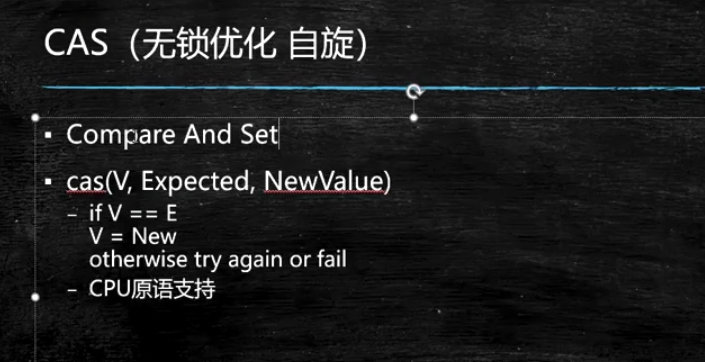 CAS（无锁优化 自旋）
▪ Compare And Set
▪ cas(V, Expected, NewValue)
– if V == E
V = New
otherwise try again or fail
– CPU原语支持